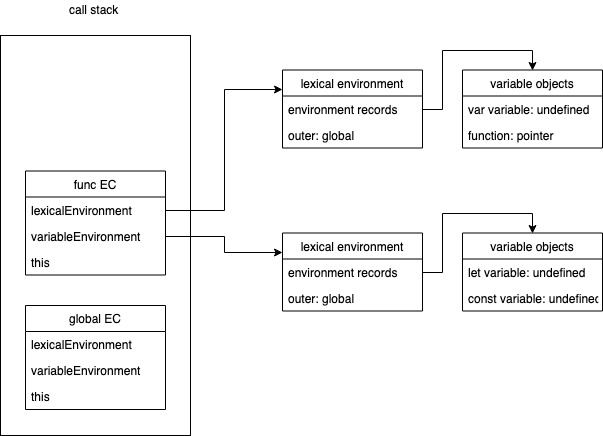 call stack
lexical environment
environment records
outer: global
variable objects
var variable: undefined
function: pointer
func EC
lexicalEnvironment
variableEnvironment
this
lexical environment
environment records
outer: global
variable objects
let variable: undefined
const variable: undefined
global EC
lexicalEnvironment
variableEnvironment
this